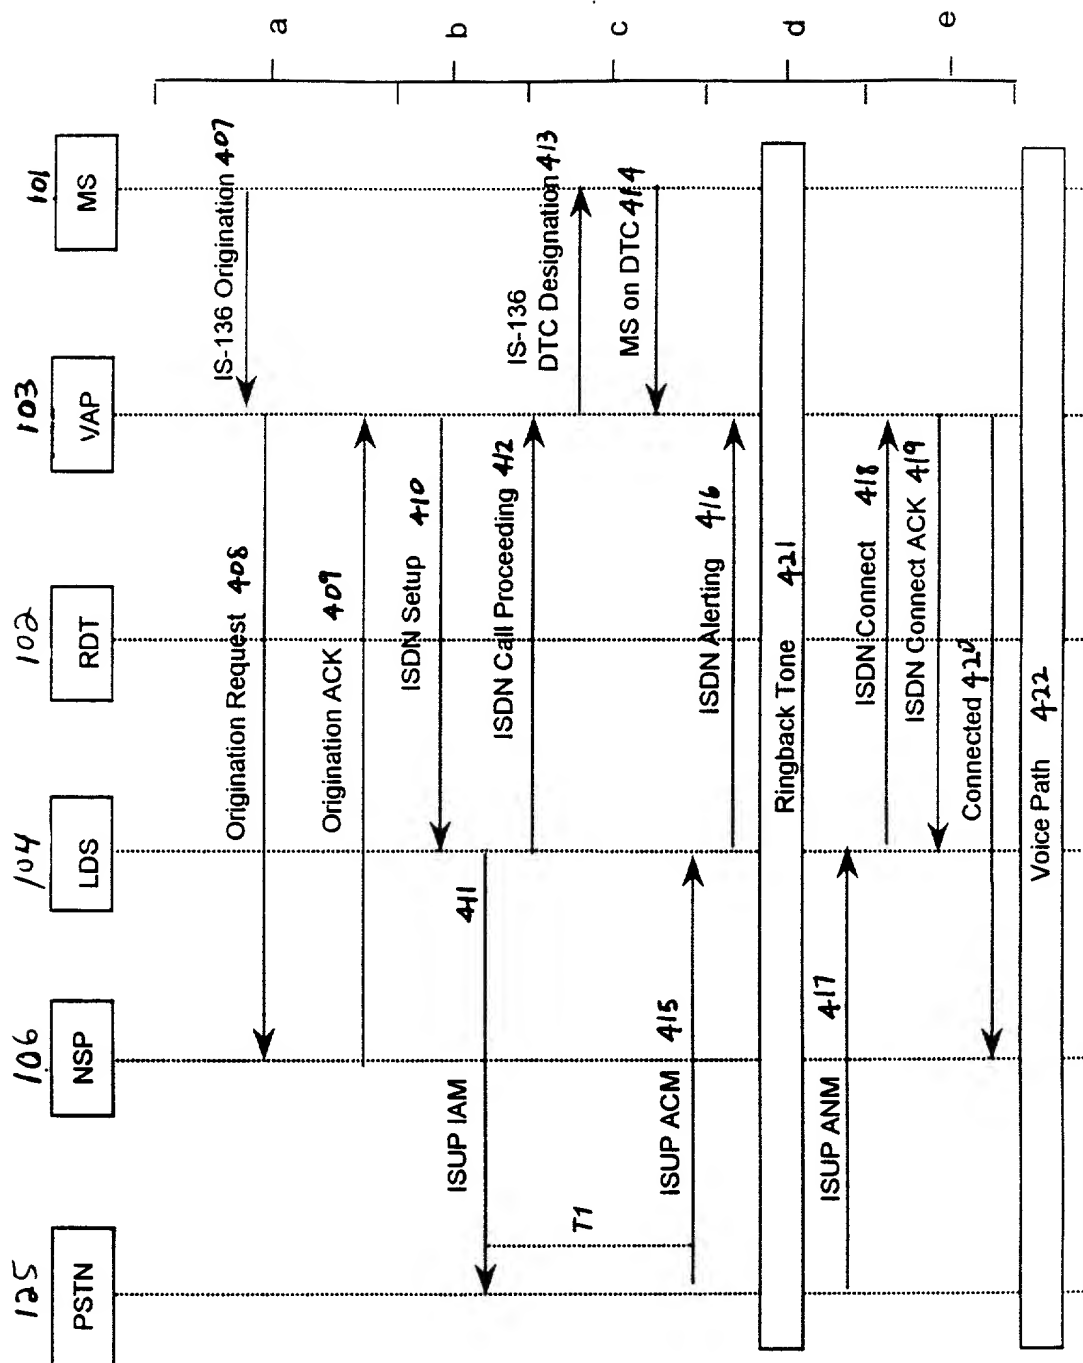 125
106
104
102
103
101
PSTN
NSP
LDS
RDT
VAP
MS
IS-136 Origination 407
a
Origination Request 408
Origination ACK 409
ISDN Setup 410
b
ISUP IAM 411
ISDN Call Proceeding 412
IS-136
DTC Designation 413
c
T1
MS on DTC 414
ISUP ACM 415
ISDN Alerting 416
Ringback Tone 421
d
ISUP ANM 417
ISDN Connect 418
ISDN Connect ACK 419
e
Connected 420
Voice Path 422